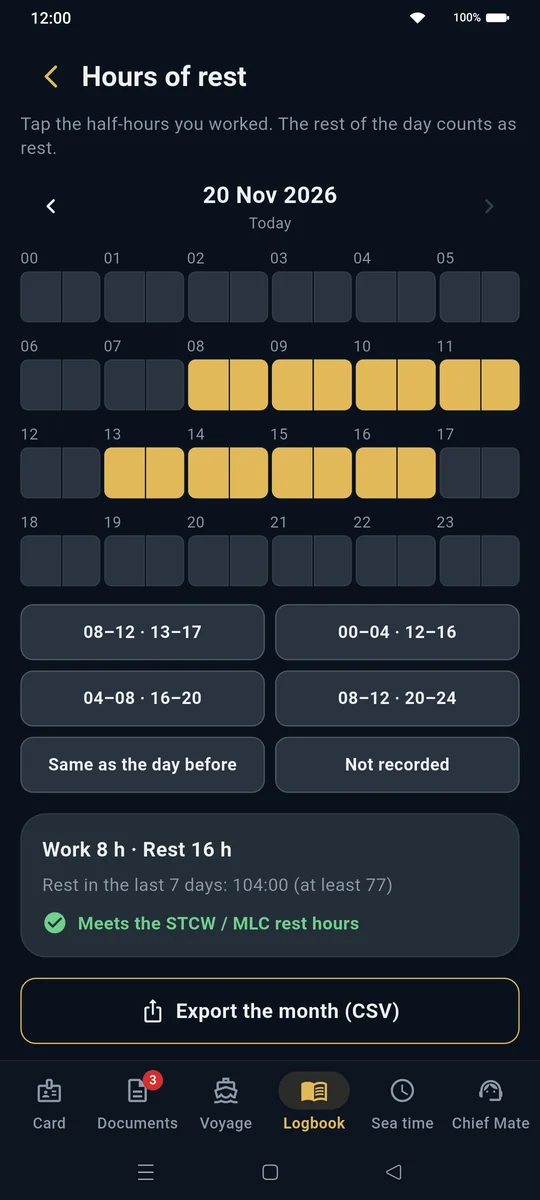 12:00
100%
Hours of rest
Tap the half-hours you worked. The rest of the day counts as
rest.
20 Nov 2026
Today
00 01 02 03 04 05
06 07 08 09 10 11
12 13 14 15 16 17
18 19 20 21 22 23
08–12 · 13–17
00–04 · 12–16
04–08 · 16–20
08–12 · 20–24
Same as the day before
Not recorded
Work 8 h · Rest 16 h
Rest in the last 7 days: 104:00 (at least 77)
Meets the STCW / MLC rest hours
Export the month (CSV)
3
Card Documents Voyage Logbook Sea time Chief Mate